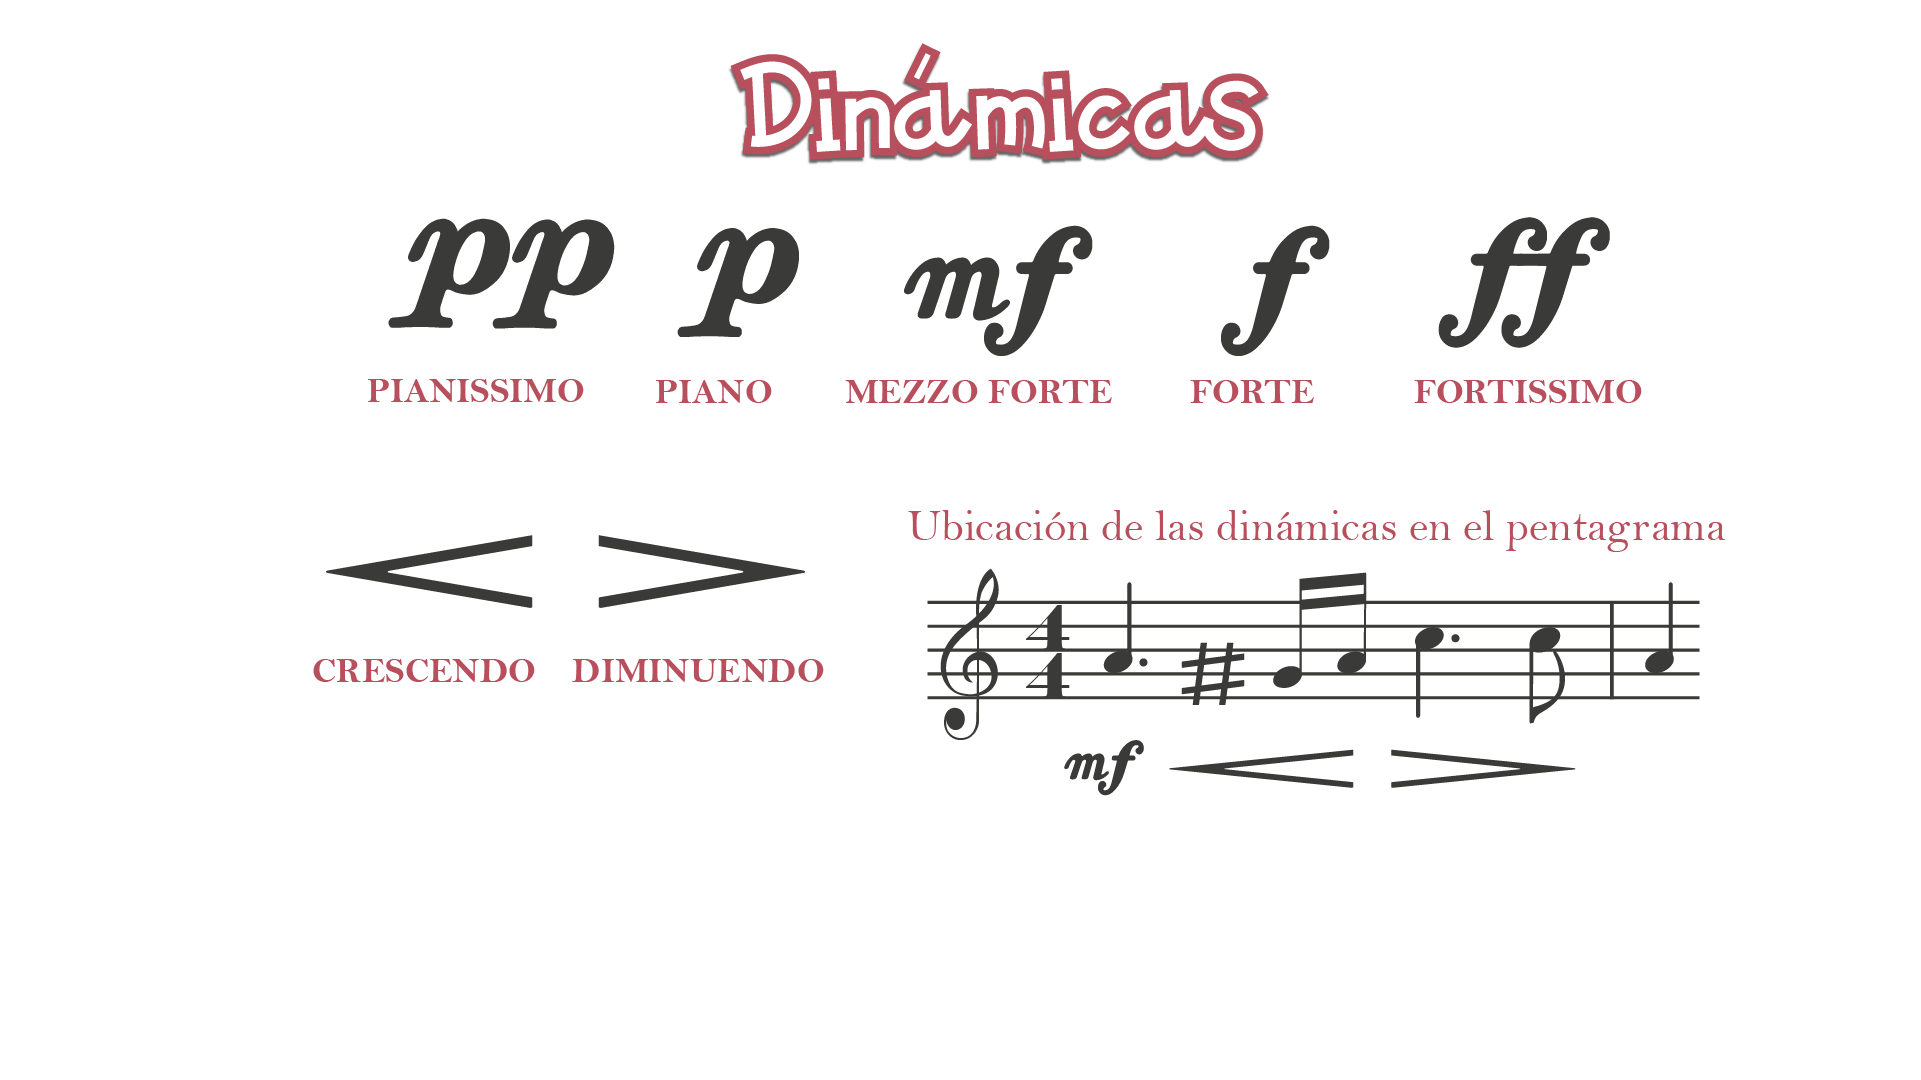 Dinámicas
pp p mf f ff
PIANISSIMO PIANO MEZZO FORTE FORTE FORTISSIMO
CRESCENDO DIMINUENDO
Ubicación de las dinámicas en el pentagrama
4
4
mf